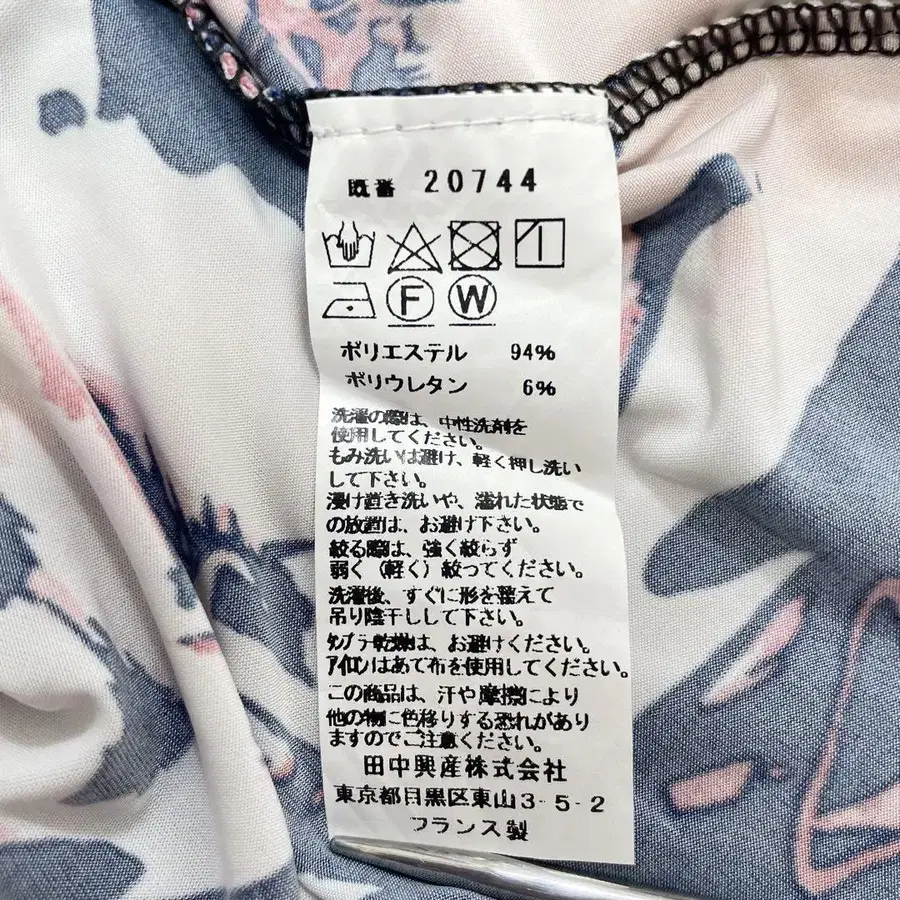 既番 20744
F W
ポリエステル 94%
ポリウレタン 6%
洗濯の際は、中性洗剤を
使用してください。
もみ洗いは避け、軽く押し洗い
して下さい。
浸け置き洗いや、濡れた状態で
の放置は、お避け下さい。
絞る際は、強く絞らず
弱く(軽く)絞ってください。
洗濯後、すぐに形を整えて
吊り陰干しして下さい。
タンブラ乾燥は、お避けください。
アイロンはあて布を使用してください。
この商品は、汗や摩擦により
他の物に色移りする恐れがあり
ますのでご注意ください。
田中興産株式会社
東京都目黒区東山3-5-2
フランス製